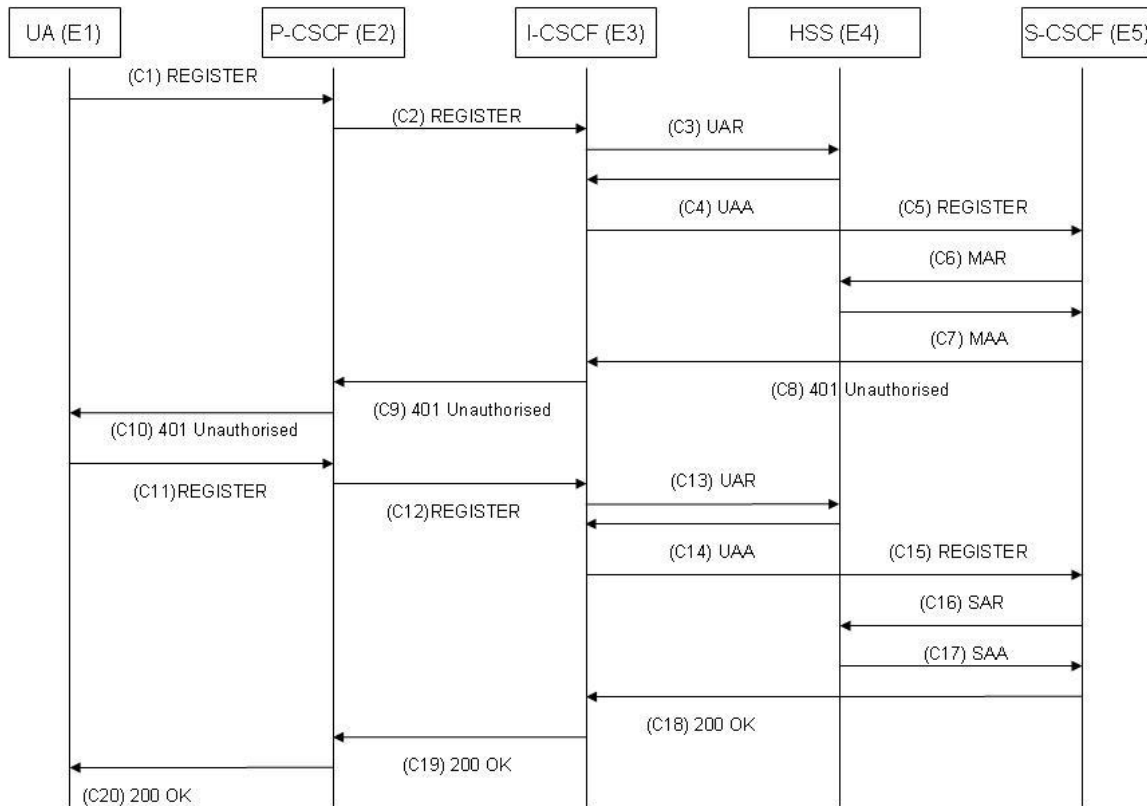 UA (E1)
P-CSCF (E2)
I-CSCF (E3)
HSS (E4)
S-CSCF (E5)
(C1) REGISTER
(C2) REGISTER
(C3) UAR
(C4) UAA
(C5) REGISTER
(C6) MAR
(C7) MAA
(C8) 401 Unauthorised
(C9) 401 Unauthorised
(C10) 401 Unauthorised
(C11)REGISTER
(C12)REGISTER
(C13) UAR
(C14) UAA
(C15) REGISTER
(C16) SAR
(C17) SAA
(C18) 200 OK
(C19) 200 OK
(C20) 200 OK